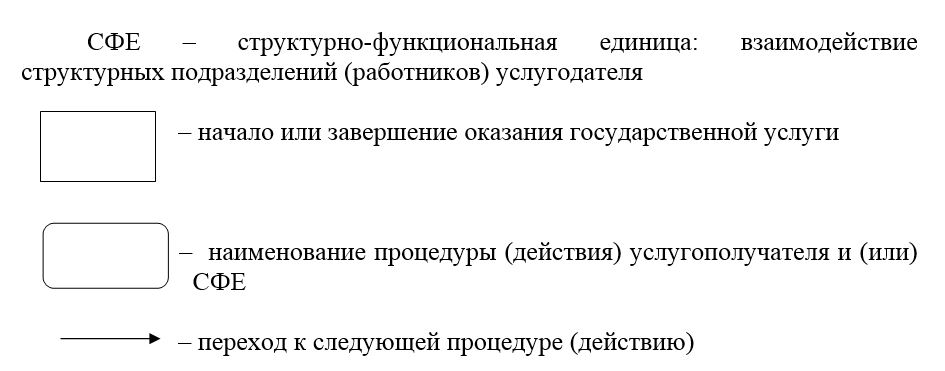 СФЕ – структурно-функциональная единица: взаимодействие
структурных подразделений (работников) услугодателя
– начало или завершение оказания государственной услуги
– наименование процедуры (действия) услугополучателя и (или)
СФЕ
– переход к следующей процедуре (действию)